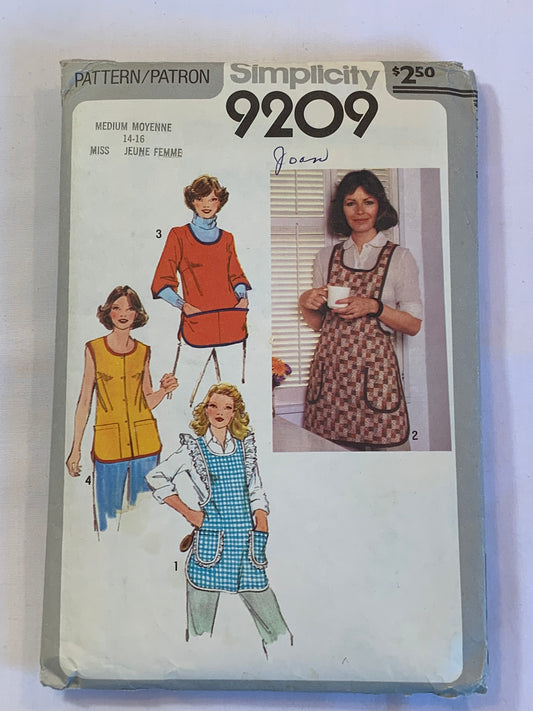 PATTERN/PATRON
Simplicity
$2.50
9209
MEDIUM MOYENNE
14-16
MISS JEUNE FEMME
Joan
3
2
4
1